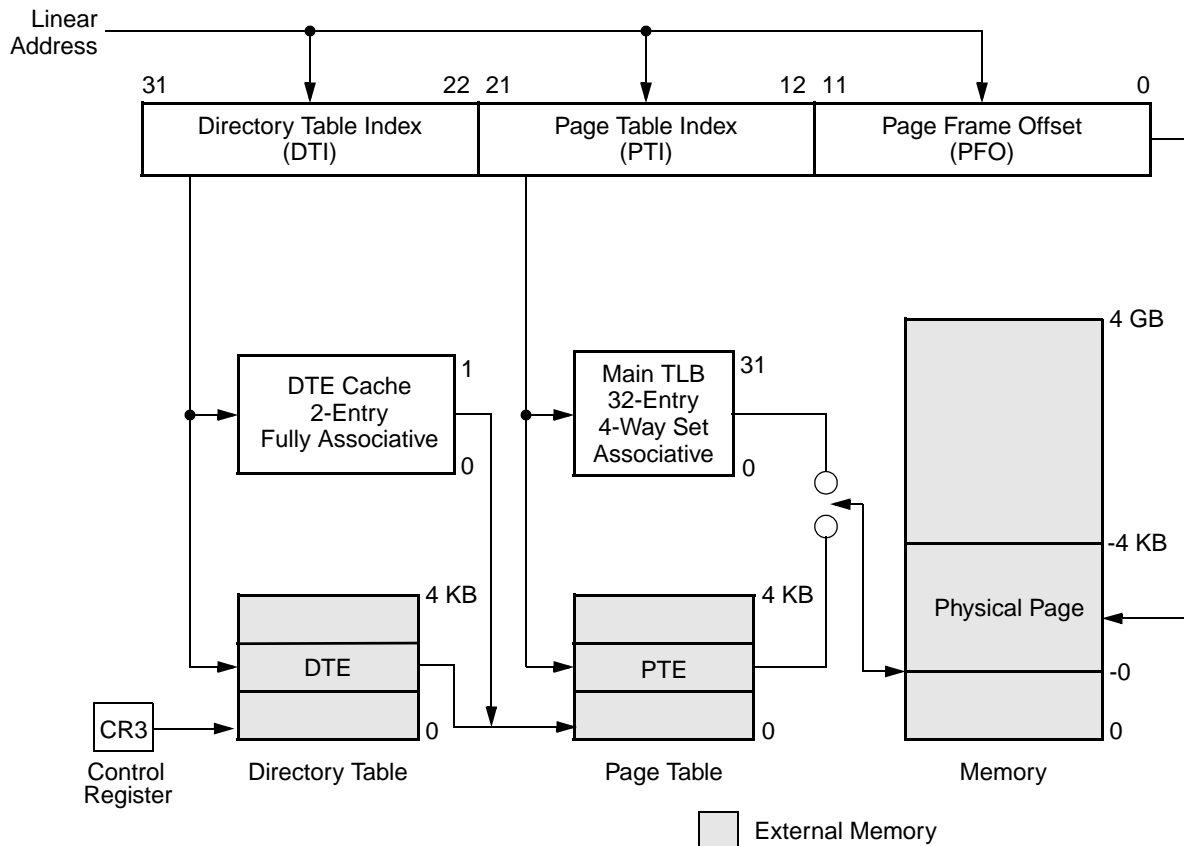 Linear
Address
31
22
21
12
11
0
Directory Table Index
(DTI)
Page Table Index
(PTI)
Page Frame Offset
(PFO)
4 GB
DTE Cache
2-Entry
Fully Associative
1
0
Main TLB
32-Entry
4-Way Set
Associative
31
0
-4 KB
Physical Page
-0
0
4 KB
DTE
0
4 KB
PTE
0
CR3
Control
Register
Directory Table
Page Table
Memory
External Memory